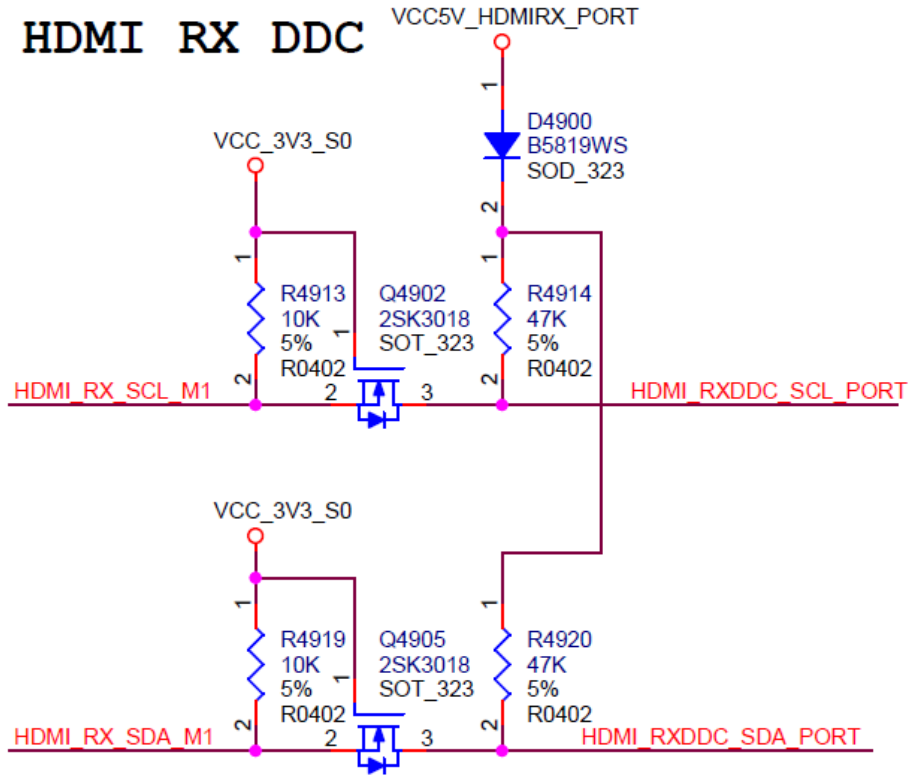 HDMI RX DDC
VCC5V_HDMIRX_PORT
1
D4900
B5819WS
SOD_323
2
VCC_3V3_S0
1
R4913
10K
5%
R0402
2
Q4902
2SK3018
SOT_323
1
2
3
1
R4914
47K
5%
R0402
2
HDMI_RX_SCL_M1
HDMI_RXDDC_SCL_PORT
VCC_3V3_S0
1
R4919
10K
5%
R0402
2
Q4905
2SK3018
SOT_323
1
2
3
1
R4920
47K
5%
R0402
2
HDMI_RX_SDA_M1
HDMI_RXDDC_SDA_PORT